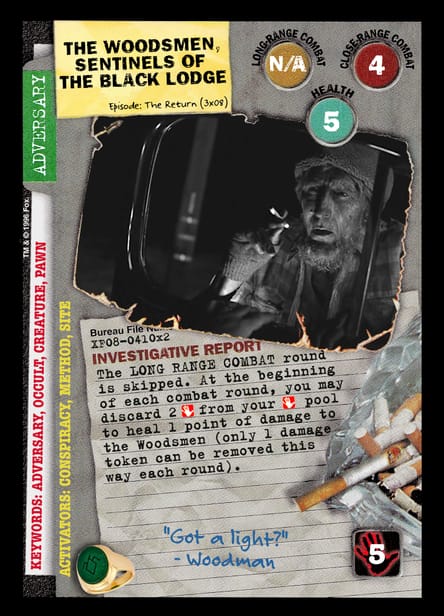 THE WOODSMEN,
SENTINELS OF
THE BLACK LODGE
Episode: The Return (3x08)
LONG-RANGE COMBAT
N/A
CLOSE-RANGE COMBAT
4
HEALTH
5
ADVERSARY
TM & © 1996 Fox.
KEYWORDS: ADVERSARY, OCCULT, CREATURE, PAWN
ACTIVATORS: CONSPIRACY, METHOD, SITE
Bureau File
XP08-0410x2
INVESTIGATIVE REPORT
The LONG RANGE COMBAT round
is skipped. At the beginning
of each combat round, you may
discard 2 from your pool
to heal 1 point of damage to
the Woodsmen (only 1 damage
token can be removed this
way each round).
"Got a light?"
- Woodman
5